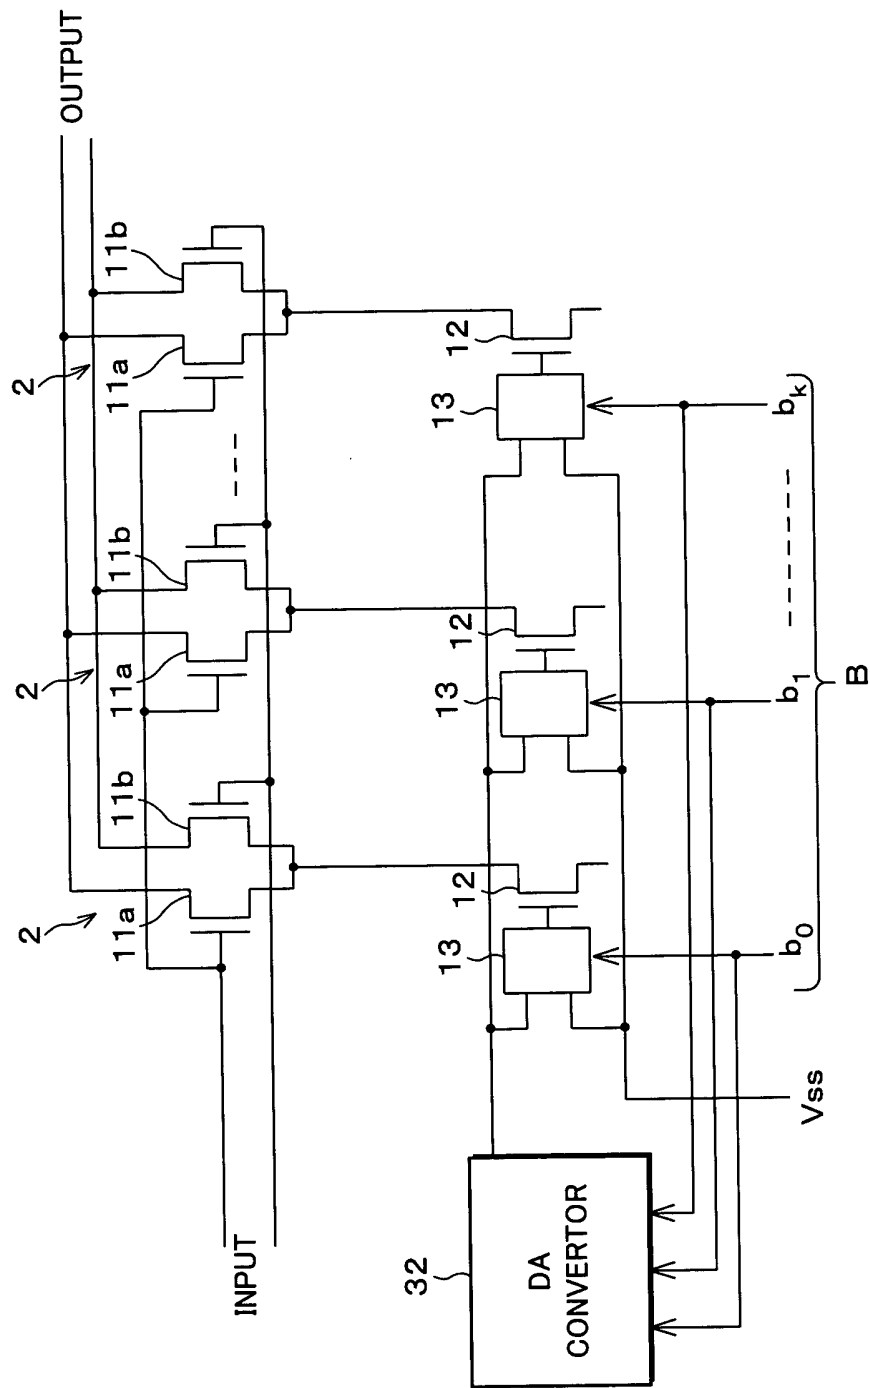 OUTPUT
2
2
2
11a
11b
11a
11b
11a
11b
INPUT
12
12
12
13
13
13
32
DA
CONVERTOR
Vss
b0
b1
bk
B